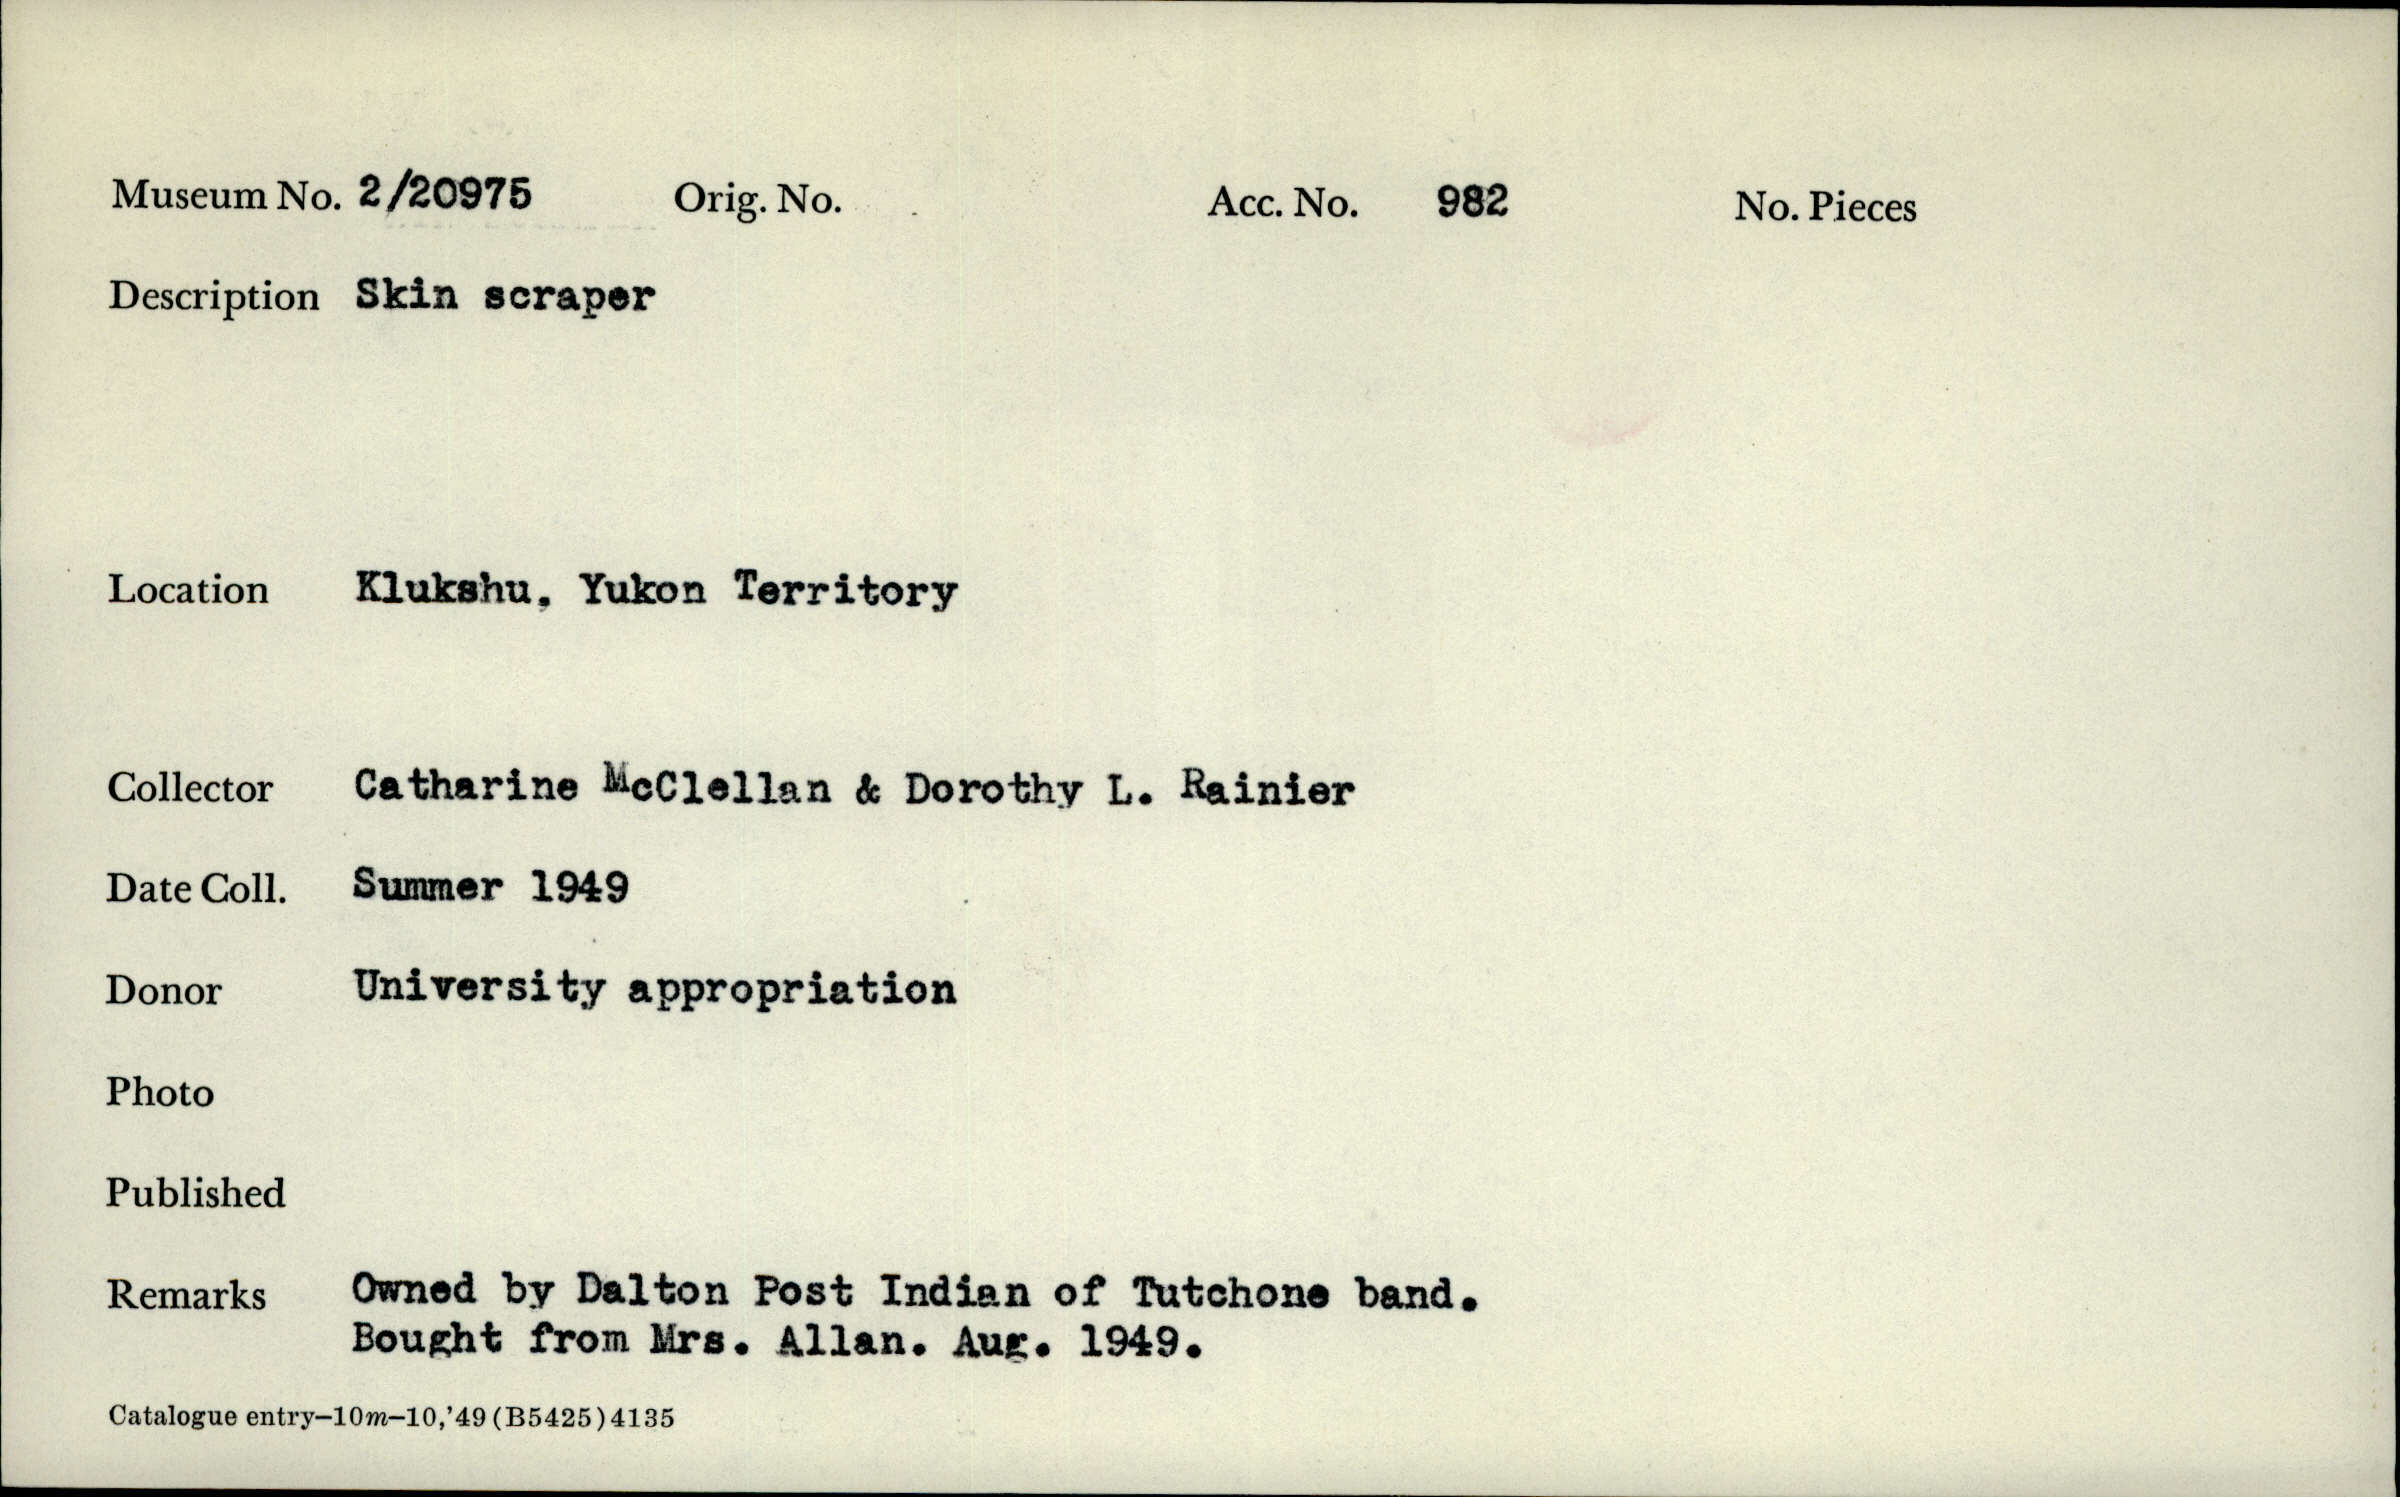 Museum No. 2/20975 Orig. No. Acc. No. 982 No. Pieces
Description Skin scraper
Location Klukshu, Yukon Territory
Collector Catharine McClellan & Dorothy L. Rainier
Date Coll. Summer 1949
Donor University appropriation
Photo
Published
Remarks Owned by Dalton Post Indian of Tutchone band.
Bought from Mrs. Allan. Aug. 1949.
Catalogue entry—10m—10,'49 (B5425) 4135